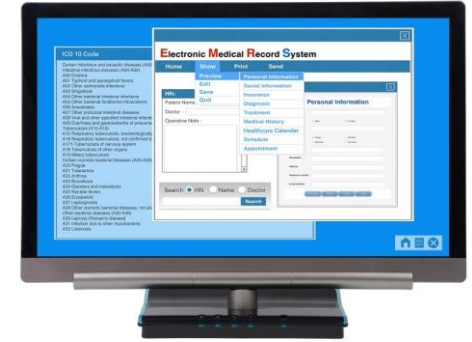 ICD 10 Code
Certain infectious and parasitic diseases (A00
Intestinal infectious diseases (A00-A09)
A00 Cholera
A01 Typhoid and paratyphoid fevers
A02 Other salmonella infections
A03 Shigellosis
A04 Other bacterial intestinal infections
A05 Other bacterial foodborne intoxications
A06 Amebiasis
A07 Other protozoal intestinal diseases
A08 Viral and other specified intestinal infectio
A09 Diarrhea and gastroenteritis of presume
Tuberculosis (A15-A19)
A15 Respiratory tuberculosis, bacteriologically
A16 Respiratory tuberculosis, not confirmed b
A17† Tuberculosis of nervous system
A18 Tuberculosis of other organs
A19 Miliary tuberculosis
Certain zoonotic bacterial diseases (A20-A28)
A20 Plague
A21 Tularaemia
A22 Anthrax
A23 Brucellosis
A24 Glanders and melioidosis
A25 Rat-bite fevers
A26 Erysipeloid
A27 Leptospirosis
A28 Other zoonotic bacterial diseases, not els
Other bacterial diseases (A30-A49)
A30 Leprosy [Hansen's disease]
A31 Infection due to other mycobacteria
A32 Listeriosis
X
Electronic Medical Record System
Home Show Print Send
Preview
Edit
Save
Quit
Personal Information
Social Information
Insurance
Diagnosis
Treatment
Medical History
Healthcare Calender
Schedule
Appointment
HN:
Patient Name:
Doctor :
Operative Note :
Search HN Name Doctor
Search
X
Personal Information